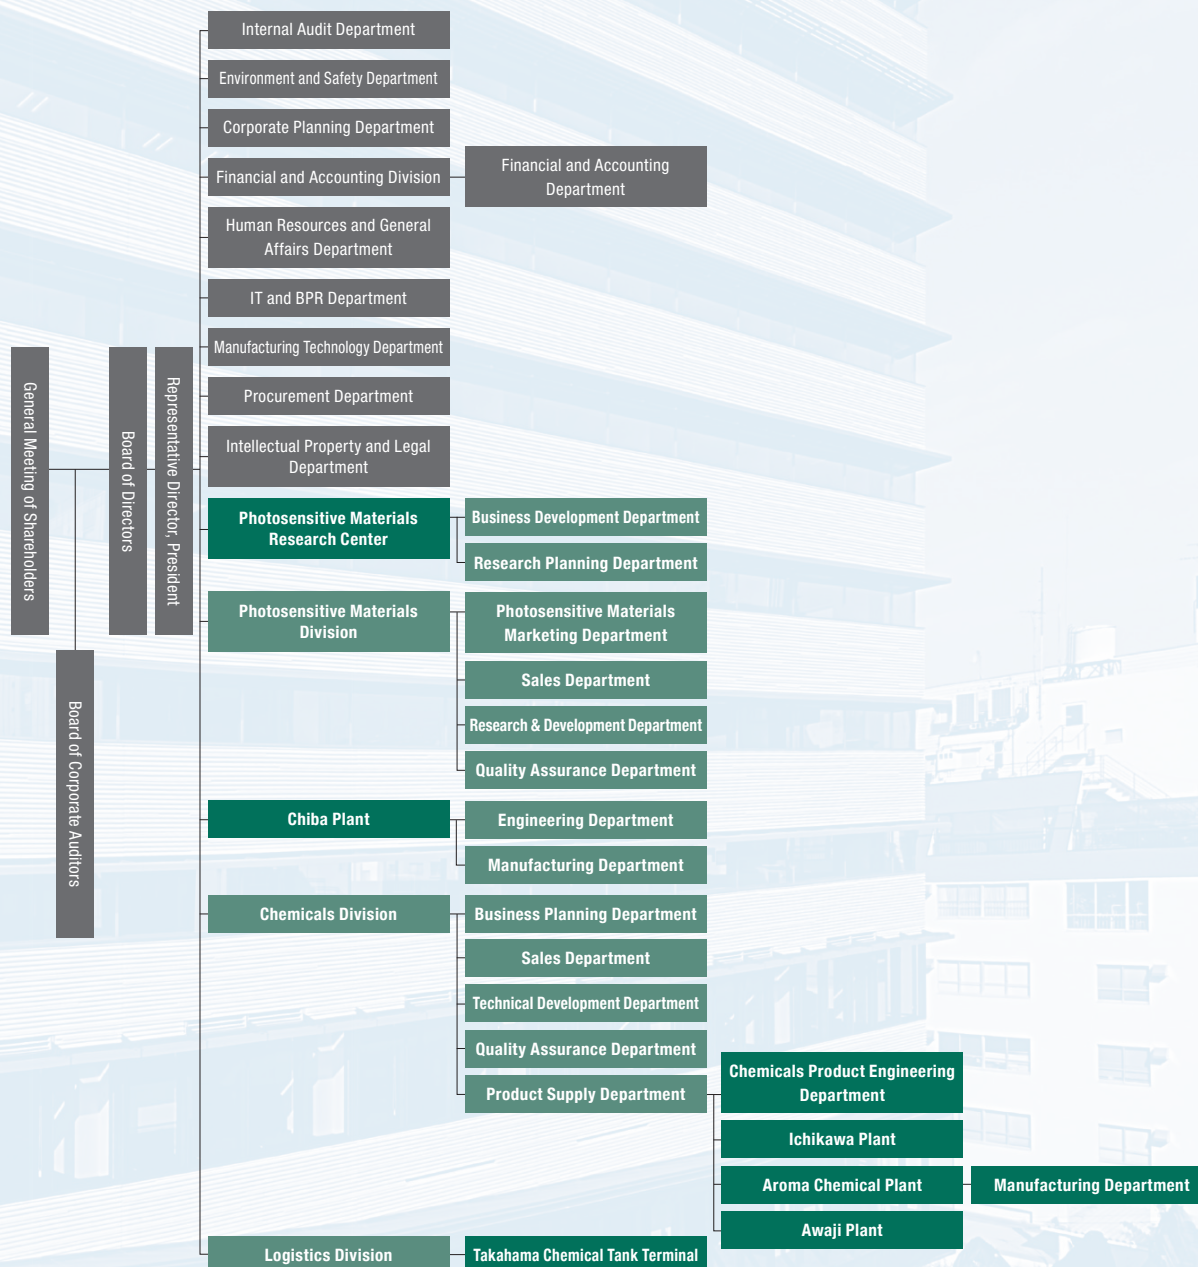 General Meeting of Shareholders
Board of Corporate Auditors
Board of Directors
Representative Director, President
Internal Audit Department
Environment and Safety Department
Corporate Planning Department
Financial and Accounting Division
Financial and Accounting
Department
Human Resources and General
Affairs Department
IT and BPR Department
Manufacturing Technology Department
Procurement Department
Intellectual Property and Legal
Department
Photosensitive Materials
Research Center
Business Development Department
Research Planning Department
Photosensitive Materials
Division
Photosensitive Materials
Marketing Department
Sales Department
Research & Development Department
Quality Assurance Department
Chiba Plant
Engineering Department
Manufacturing Department
Chemicals Division
Business Planning Department
Sales Department
Technical Development Department
Quality Assurance Department
Product Supply Department
Chemicals Product Engineering
Department
Ichikawa Plant
Aroma Chemical Plant
Manufacturing Department
Awaji Plant
Logistics Division
Takahama Chemical Tank Terminal